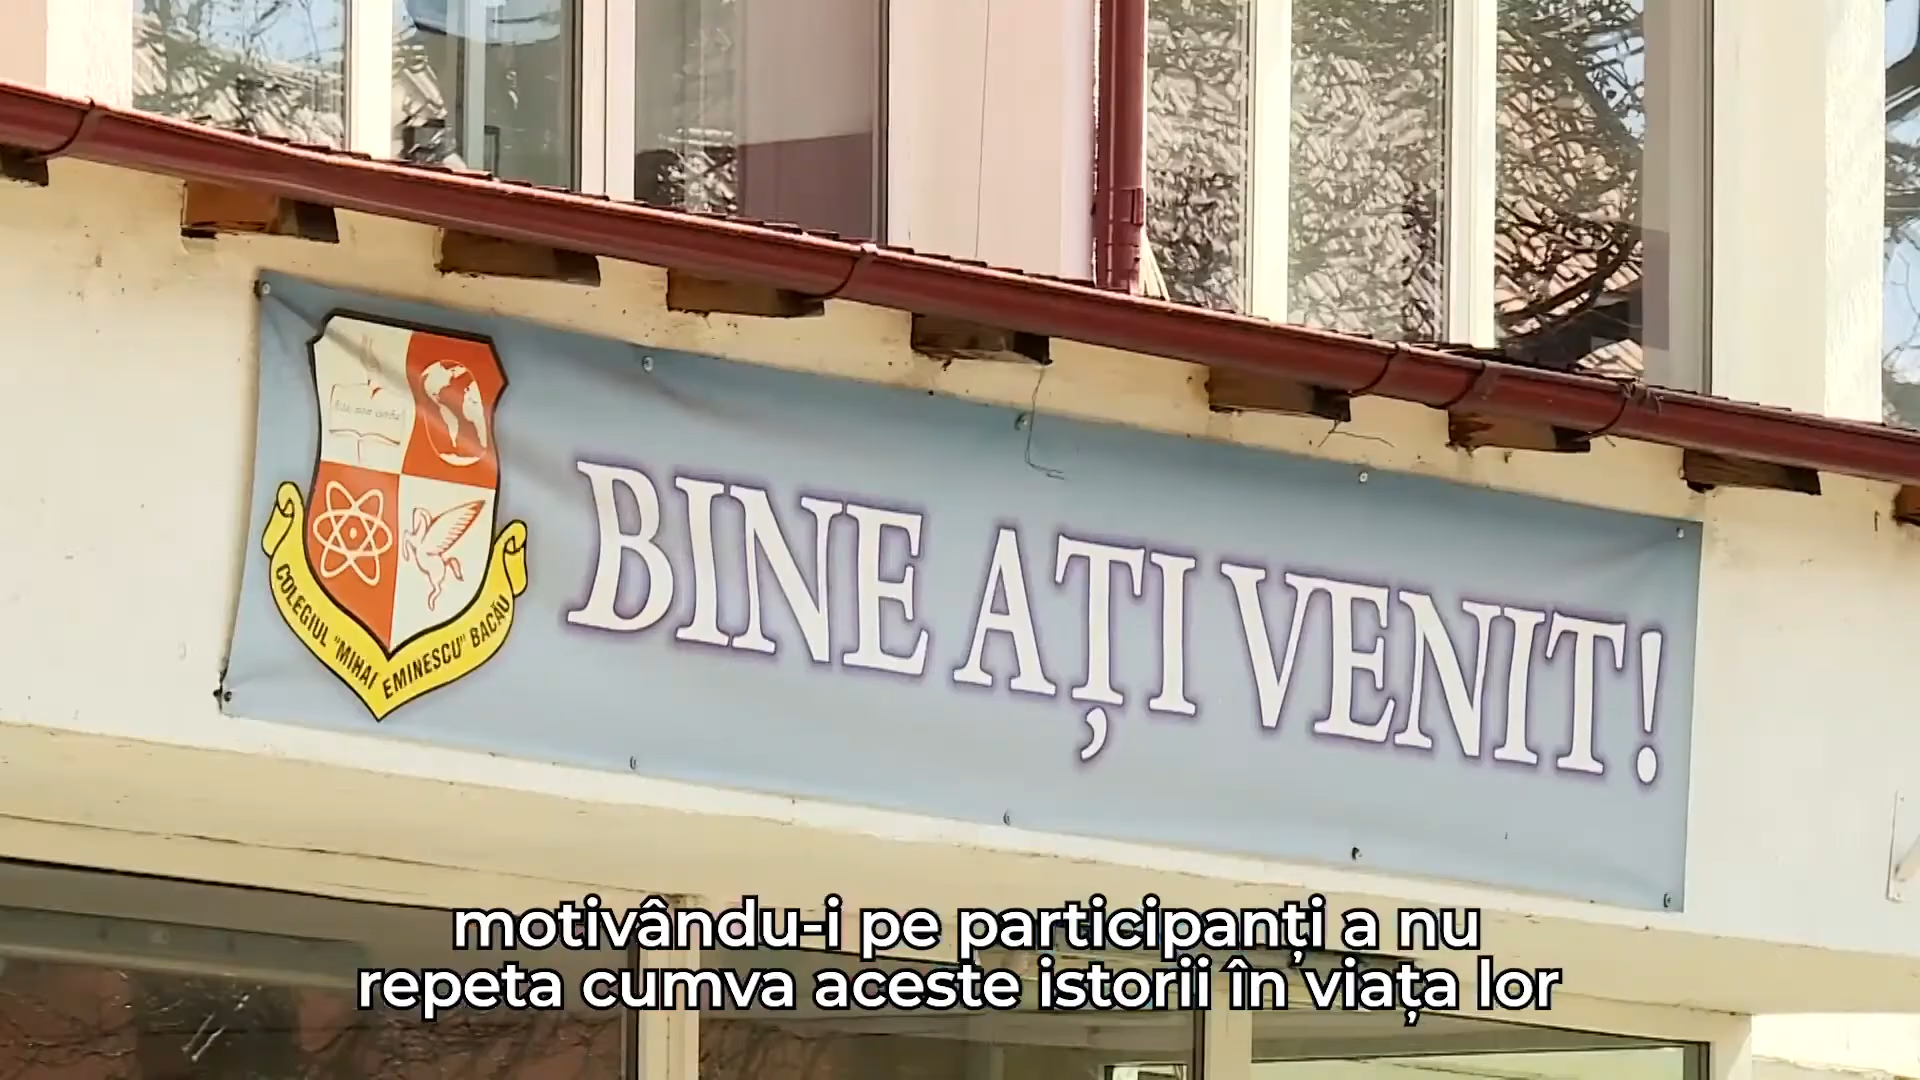 BINE AȚI VENIT!
COLEGIUL "MIHAI EMINESCU" BACĂU
motivându-i pe participanți a nu
repeta cumva aceste istorii în viața lor